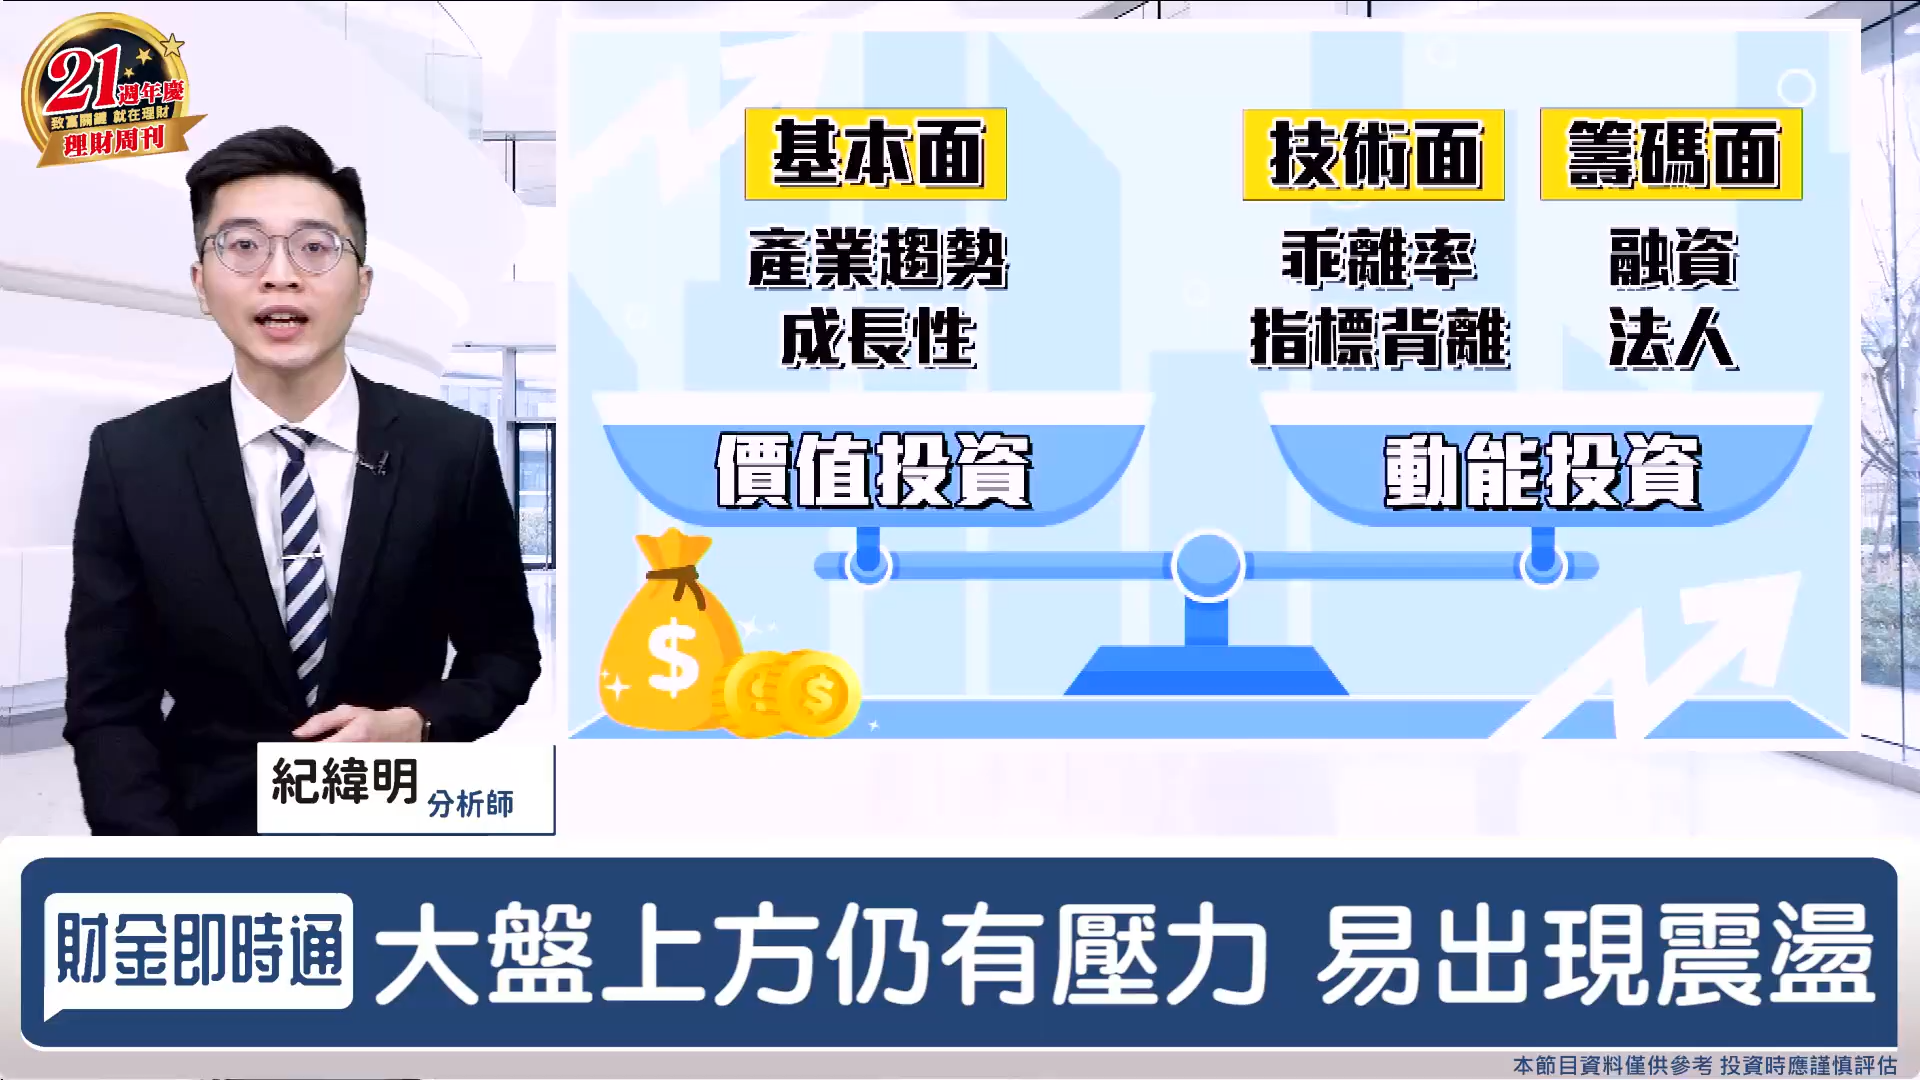 21週年慶
致富關鍵 就在理財
理財周刊
基本面
產業趨勢
成長性
價值投資
技術面
乖離率
指標背離
籌碼面
融資
法人
動能投資
$
$
紀緯明 分析師
財金即時通
大盤上方仍有壓力 易出現震盪
本節目資料僅供參考 投資時應謹慎評估